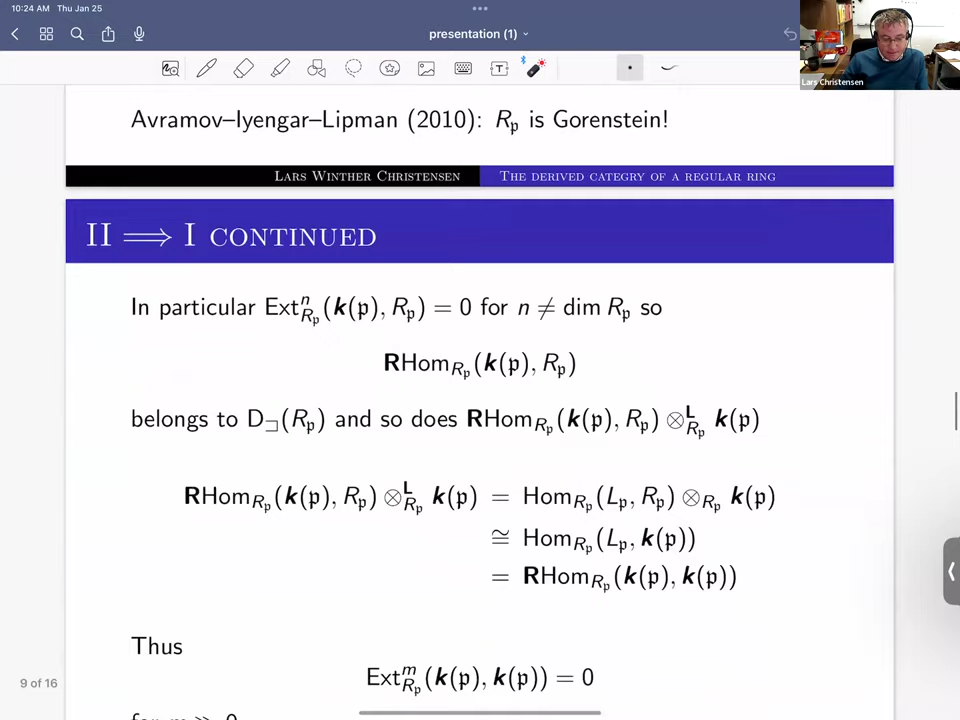 10:24 AM Thu Jan 25
presentation (1)
Lars Christensen
Avramov–Iyengar–Lipman (2010): R_𝔭 is Gorenstein!
LARS WINTHER CHRISTENSEN THE DERIVED CATEGRY OF A REGULAR RING
II ⟹ I CONTINUED
In particular Ext^n_{R_𝔭}(k(𝔭), R_𝔭) = 0 for n ≠ dim R_𝔭 so
RHom_{R_𝔭}(k(𝔭), R_𝔭)
belongs to D_⊐(R_𝔭) and so does RHom_{R_𝔭}(k(𝔭), R_𝔭) ⊗^L_{R_𝔭} k(𝔭)
RHom_{R_𝔭}(k(𝔭), R_𝔭) ⊗^L_{R_𝔭} k(𝔭) = Hom_{R_𝔭}(L_𝔭, R_𝔭) ⊗_{R_𝔭} k(𝔭)
≅ Hom_{R_𝔭}(L_𝔭, k(𝔭))
= RHom_{R_𝔭}(k(𝔭), k(𝔭))
Thus
Ext^m_{R_𝔭}(k(𝔭), k(𝔭)) = 0
9 of 16
for m ≫ 0